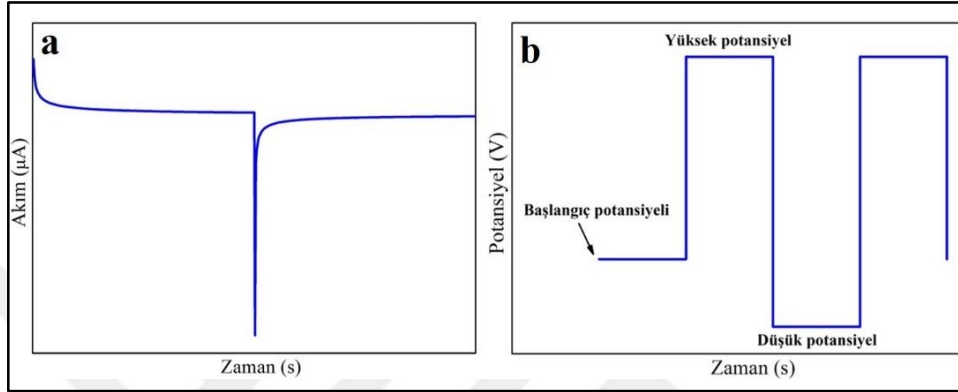 a
Akım (µA)
Zaman (s)
b
Yüksek potansiyel
Potansiyel (V)
Başlangıç potansiyeli
Düşük potansiyel
Zaman (s)